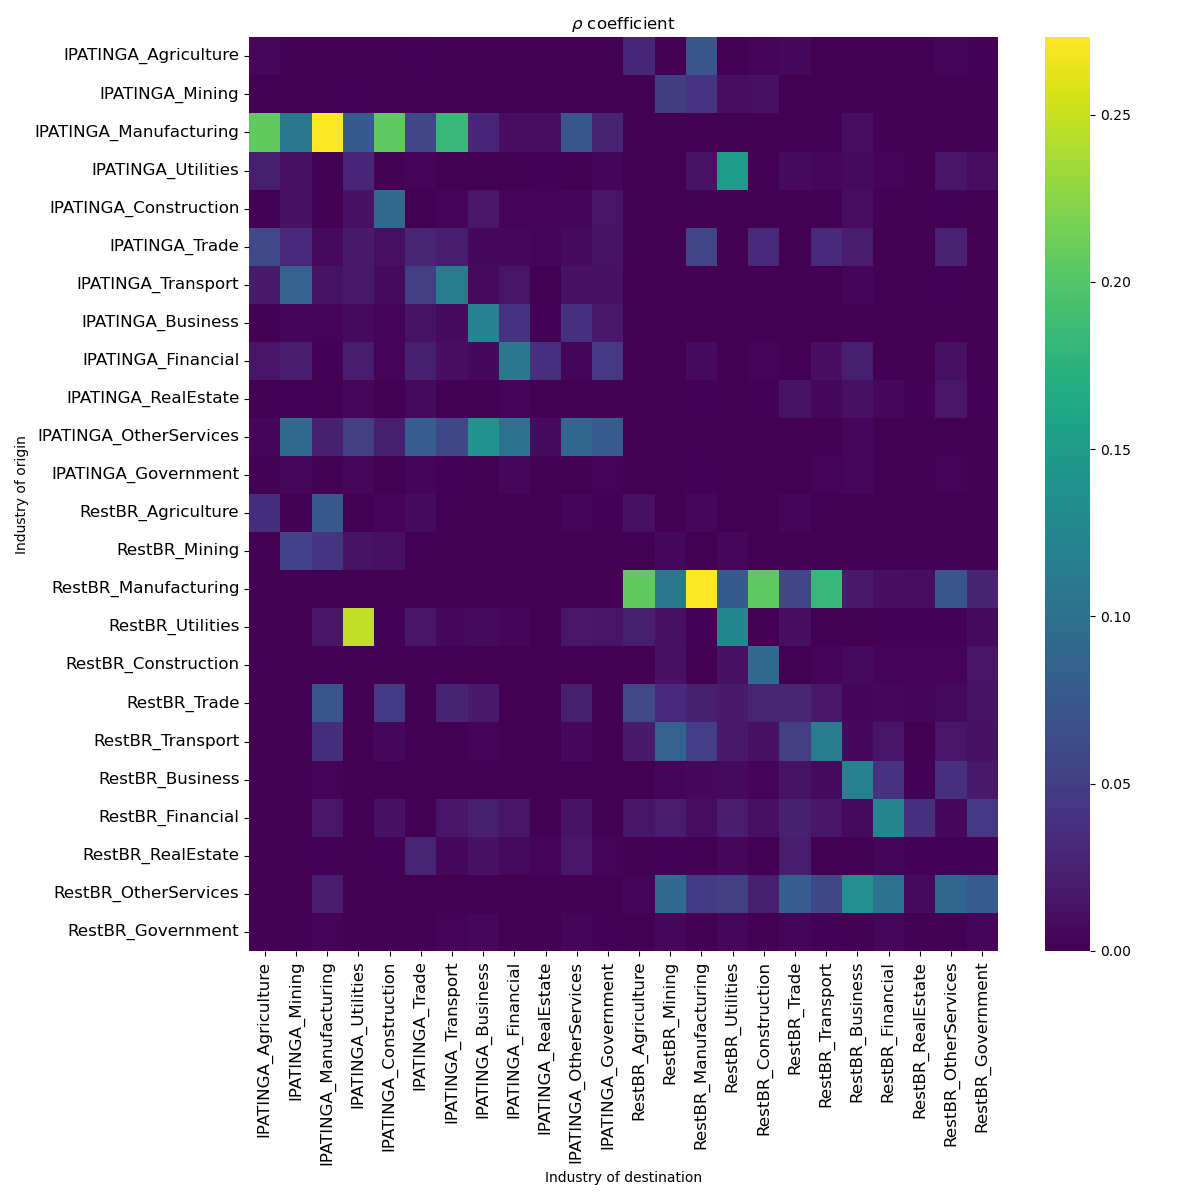 ρ coefficient
IPATINGA_Agriculture
IPATINGA_Mining
IPATINGA_Manufacturing
IPATINGA_Utilities
IPATINGA_Construction
IPATINGA_Trade
IPATINGA_Transport
IPATINGA_Business
IPATINGA_Financial
IPATINGA_RealEstate
IPATINGA_OtherServices
IPATINGA_Government
RestBR_Agriculture
RestBR_Mining
RestBR_Manufacturing
RestBR_Utilities
RestBR_Construction
RestBR_Trade
RestBR_Transport
RestBR_Business
RestBR_Financial
RestBR_RealEstate
RestBR_OtherServices
RestBR_Government
Industry of origin
IPATINGA_Agriculture
IPATINGA_Mining
IPATINGA_Manufacturing
IPATINGA_Utilities
IPATINGA_Construction
IPATINGA_Trade
IPATINGA_Transport
IPATINGA_Business
IPATINGA_Financial
IPATINGA_RealEstate
IPATINGA_OtherServices
IPATINGA_Government
RestBR_Agriculture
RestBR_Mining
RestBR_Manufacturing
RestBR_Utilities
RestBR_Construction
RestBR_Trade
RestBR_Transport
RestBR_Business
RestBR_Financial
RestBR_RealEstate
RestBR_OtherServices
RestBR_Government
Industry of destination
0.25
0.20
0.15
0.10
0.05
0.00